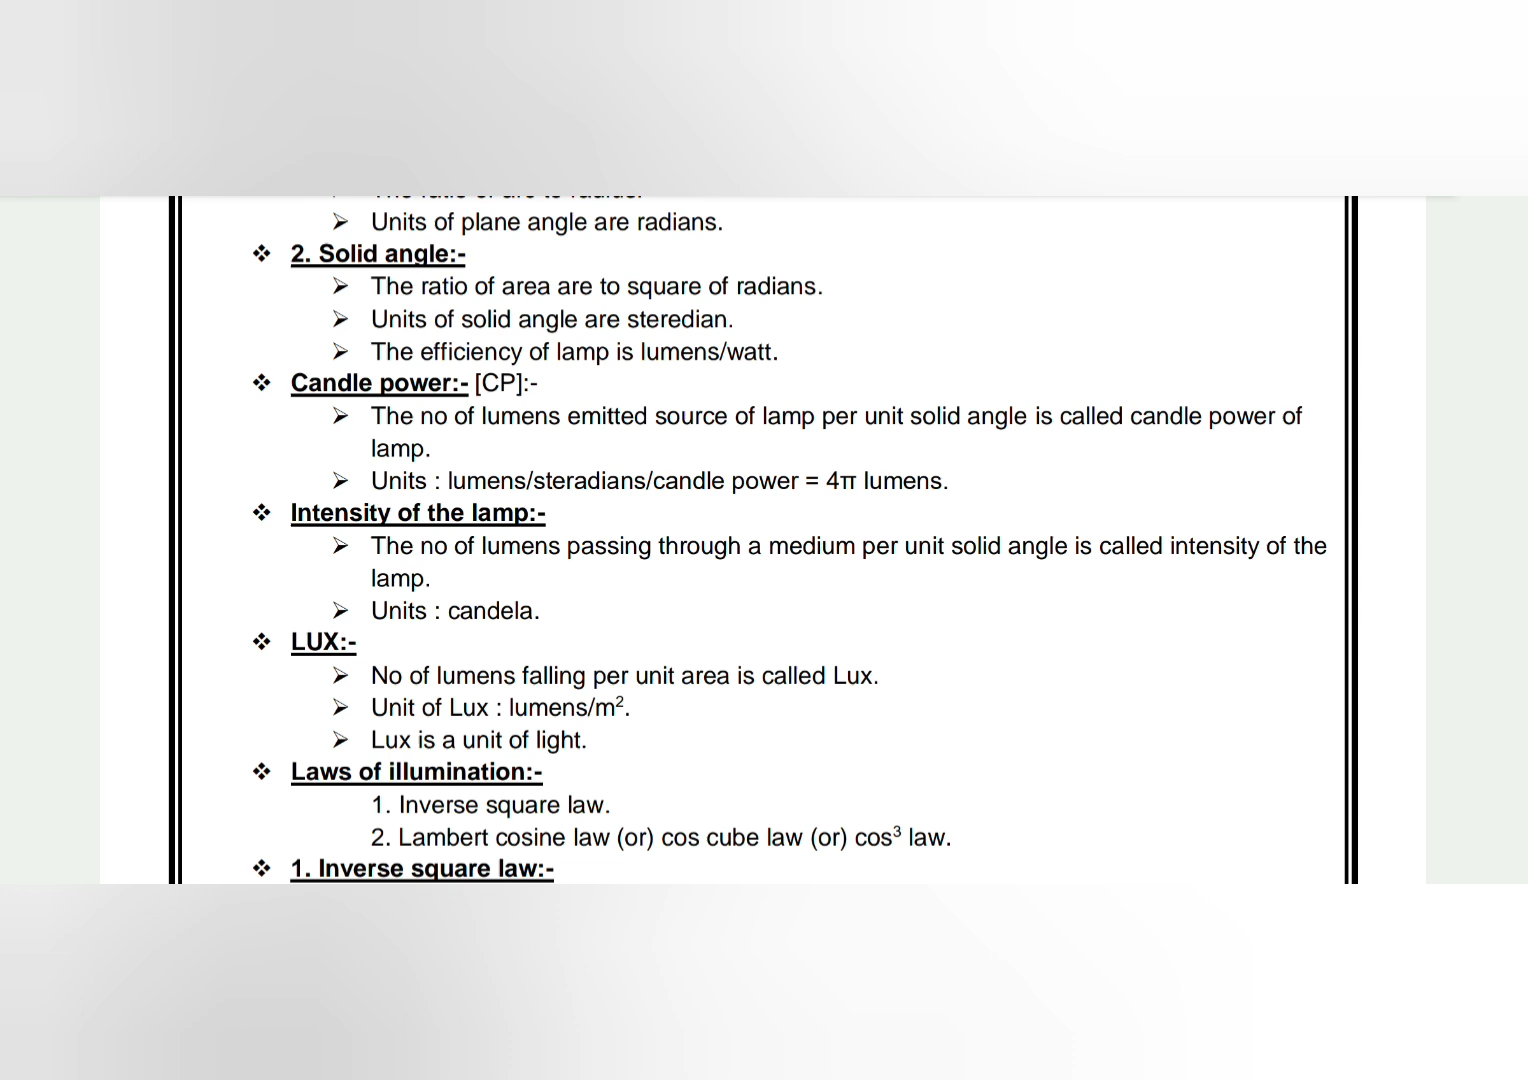 ➢ Units of plane angle are radians.
❖ 2. Solid angle:-
➢ The ratio of area are to square of radians.
➢ Units of solid angle are steredian.
➢ The efficiency of lamp is lumens/watt.
❖ Candle power:- [CP]:-
➢ The no of lumens emitted source of lamp per unit solid angle is called candle power of
lamp.
➢ Units : lumens/steradians/candle power = 4π lumens.
❖ Intensity of the lamp:-
➢ The no of lumens passing through a medium per unit solid angle is called intensity of the
lamp.
➢ Units : candela.
❖ LUX:-
➢ No of lumens falling per unit area is called Lux.
➢ Unit of Lux : lumens/m².
➢ Lux is a unit of light.
❖ Laws of illumination:-
1. Inverse square law.
2. Lambert cosine law (or) cos cube law (or) cos³ law.
❖ 1. Inverse square law:-